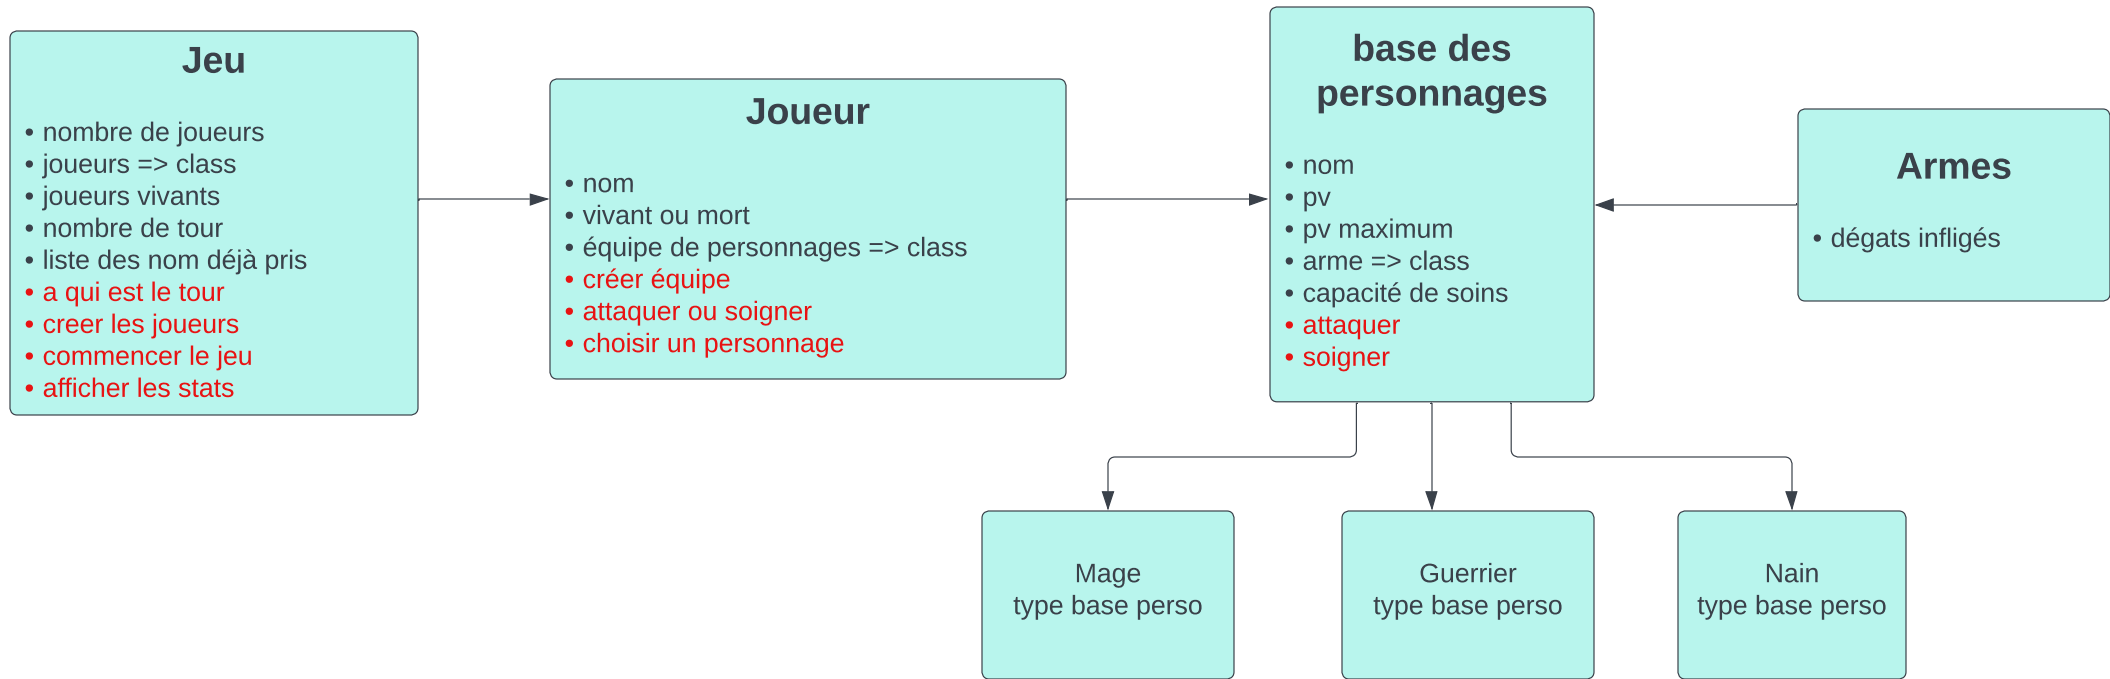 Jeu
• nombre de joueurs
• joueurs => class
• joueurs vivants
• nombre de tour
• liste des nom déjà pris
• a qui est le tour
• creer les joueurs
• commencer le jeu
• afficher les stats
Joueur
• nom
• vivant ou mort
• équipe de personnages => class
• créer équipe
• attaquer ou soigner
• choisir un personnage
base des
personnages
• nom
• pv
• pv maximum
• arme => class
• capacité de soins
• attaquer
• soigner
Armes
• dégats infligés
Mage
type base perso
Guerrier
type base perso
Nain
type base perso